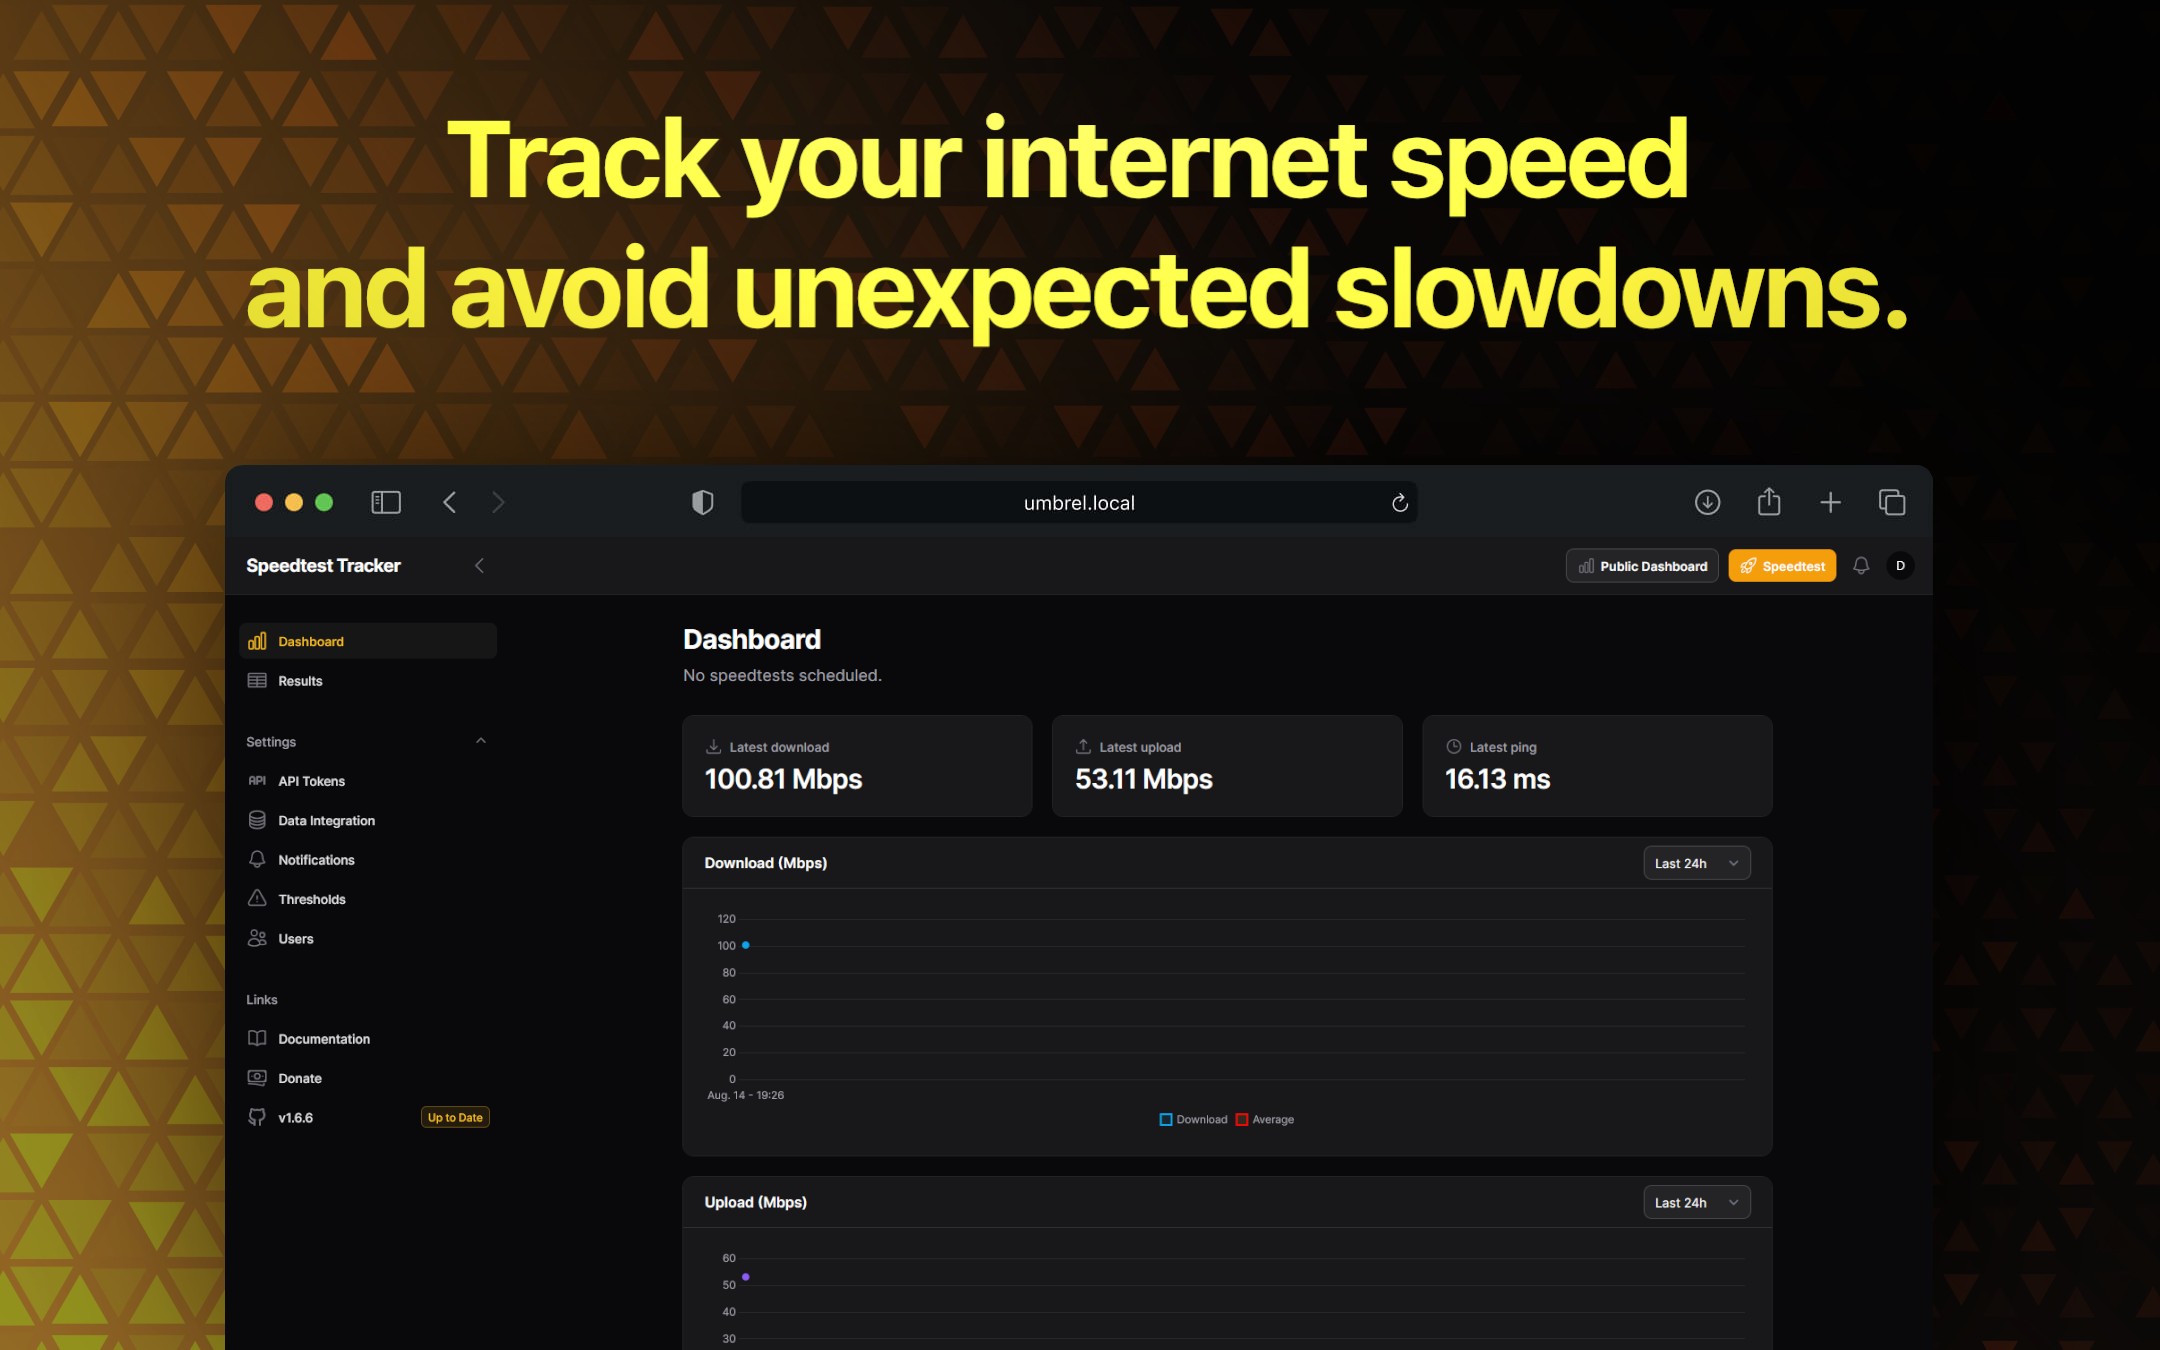 Track your internet speed
and avoid unexpected slowdowns.
umbrel.local
Speedtest Tracker
Public Dashboard
Speedtest
D
Dashboard
Results
Settings
API API Tokens
Data Integration
Notifications
Thresholds
Users
Links
Documentation
Donate
v1.6.6 Up to Date
Dashboard
No speedtests scheduled.
Latest download
100.81 Mbps
Latest upload
53.11 Mbps
Latest ping
16.13 ms
Download (Mbps)
Last 24h
120
100
80
60
40
20
0
Aug. 14 - 19:26
Download Average
Upload (Mbps)
Last 24h
60
50
40
30